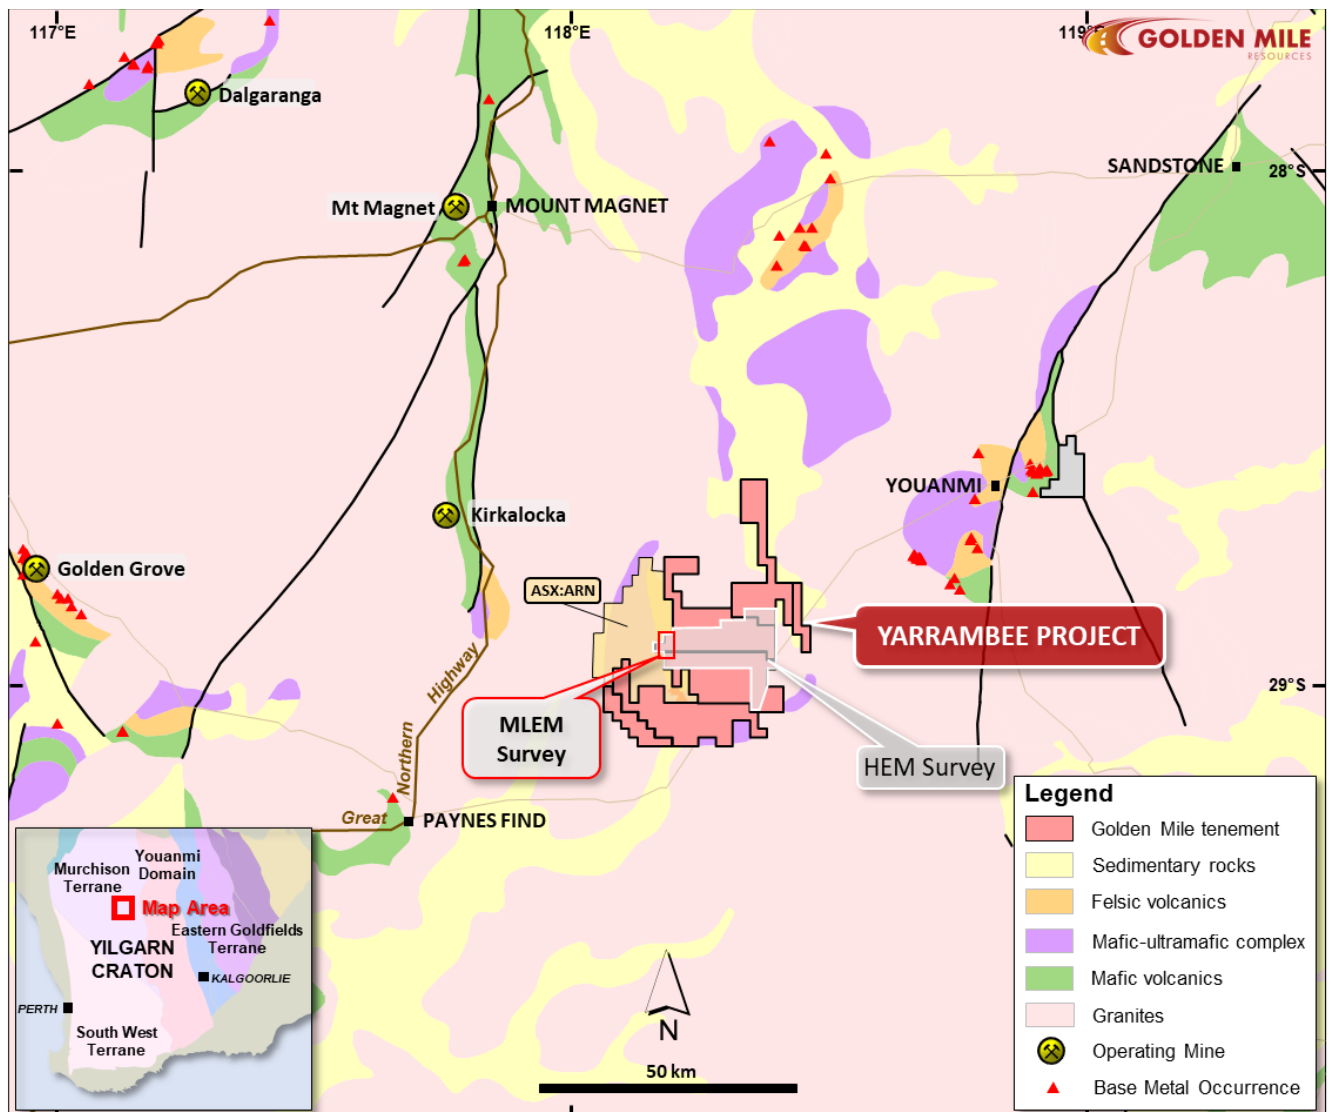 117°E
118°E
119°E
GOLDEN MILE
RESOURCES
Dalgaranga
SANDSTONE
28°S
Mt Magnet
MOUNT MAGNET
YOUANMI
Kirkalocka
Golden Grove
ASX:ARN
YARRAMBEE PROJECT
Highway
29°S
MLEM
Survey
Northern
HEM Survey
Great
PAYNES FIND
Legend
Golden Mile tenement
Sedimentary rocks
Felsic volcanics
Mafic-ultramafic complex
Mafic volcanics
Granites
Operating Mine
Base Metal Occurrence
Youanmi
Domain
Murchison
Terrane
Map Area
Eastern Goldfields
Terrane
YILGARN
CRATON
KALGOORLIE
PERTH
South West
Terrane
N
50 km